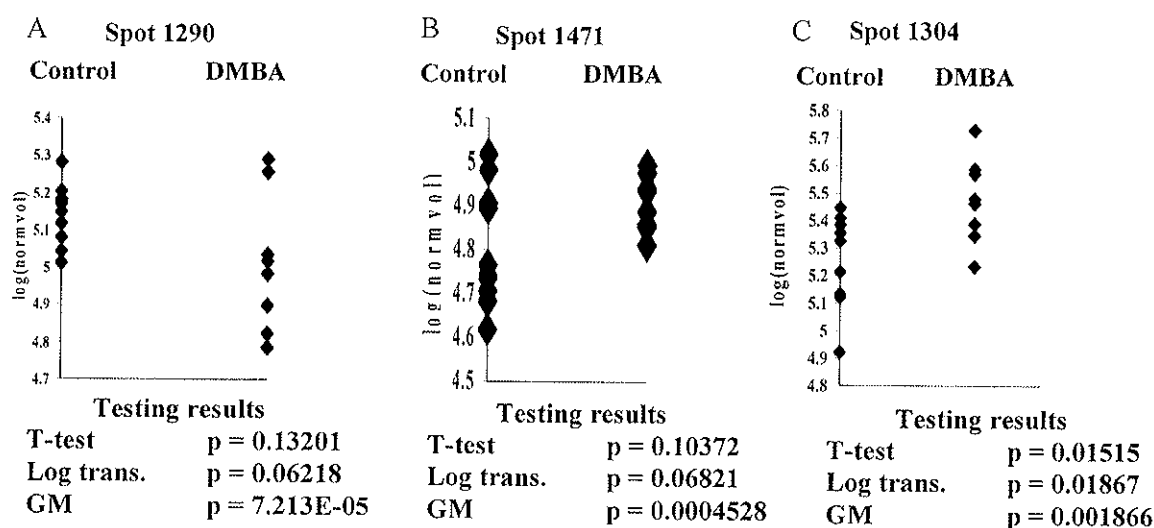 A Spot 1290
Control DMBA
5.4
5.3
5.2
5.1
5
4.9
4.8
4.7
log(normvol)
Testing results
T-test p = 0.13201
Log trans. p = 0.06218
GM p = 7.213E-05
B Spot 1471
Control DMBA
5.1
5
4.9
4.8
4.7
4.6
4.5
log(normvol)
Testing results
T-test p = 0.10372
Log trans. p = 0.06821
GM p = 0.0004528
C Spot 1304
Control DMBA
5.8
5.7
5.6
5.5
5.4
5.3
5.2
5.1
5
4.9
4.8
log(normvol)
Testing results
T-test p = 0.01515
Log trans. p = 0.01867
GM p = 0.001866